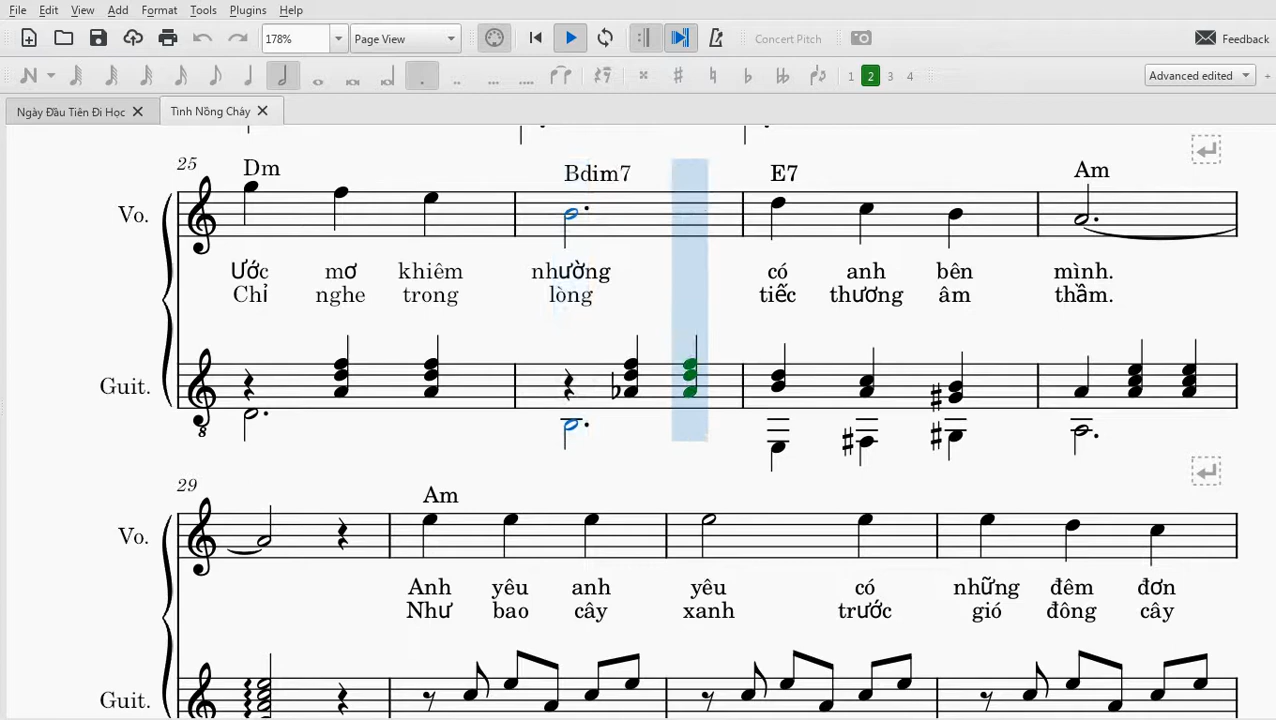 File Edit View Add Format Tools Plugins Help
178% Page View Concert Pitch Feedback
1 2 3 4 Advanced edited
Ngày Đầu Tiên Đi Học Tình Nồng Cháy
25 Dm Bdim7 E7 Am
Vo.
Ước mơ khiêm nhường có anh bên mình.
Chỉ nghe trong lòng tiếc thương âm thầm.
Guit.
8
29 Am
Vo.
Anh yêu anh yêu có những đêm đơn
Như bao cây xanh trước gió đông cây
Guit.